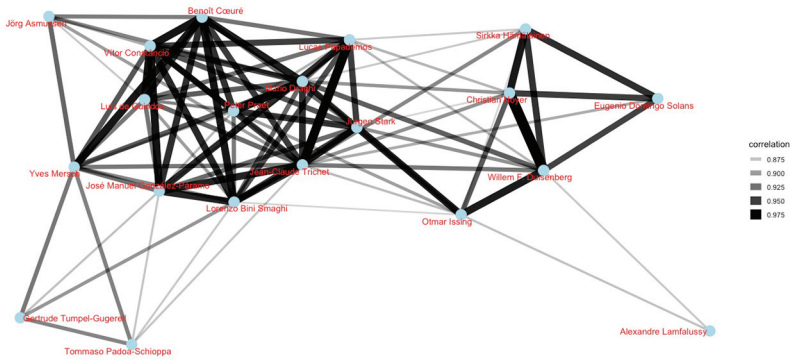 Benoît Cœuré
Jörg Asmussen
Sirkka Hämäläinen
Vítor Constâncio
Lucas Papademos
Mario Draghi
Christian Noyer
Eugenio Domingo Solans
Luis de Guindos
Peter Praet
Jürgen Stark
correlation
0.875
0.900
0.925
0.950
0.975
Yves Mersch
Jean-Claude Trichet
Willem F. Duisenberg
José Manuel González-Páramo
Lorenzo Bini Smaghi
Otmar Issing
Gertrude Tumpel-Gugerell
Alexandre Lamfalussy
Tommaso Padoa-Schioppa